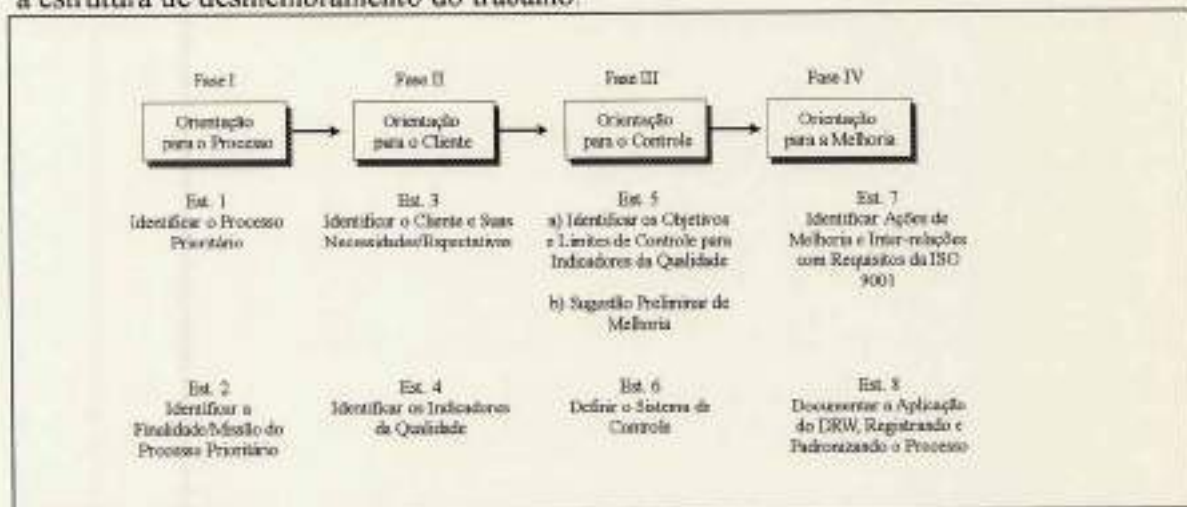 a estrutura de desmembramento do trabalho.
Fase I
Fase II
Fase III
Fase IV
Orientação
para o Processo
Orientação
para o Cliente
Orientação
para o Controle
Orientação
para a Melhoria
Est. 1
Identificar o Processo
Prioritário
Est. 3
Identificar o Cliente e Suas
Necessidades/Expectativas
Est. 5
a) Identificar os Objetivos
e Limites de Controle para
Indicadores da Qualidade
b) Sugestão Preliminar de
Melhoria
Est. 7
Identificar Ações de
Melhoria e Inter-relações
com Requisitos da ISO
9001
Est. 2
Identificar a
Finalidade/Missão do
Processo Prioritário
Est. 4
Identificar os Indicadores
da Qualidade
Est. 6
Definir o Sistema de
Controle
Est. 8
Documentar a Aplicação
do DRW, Registrando e
Padronizando o Processo